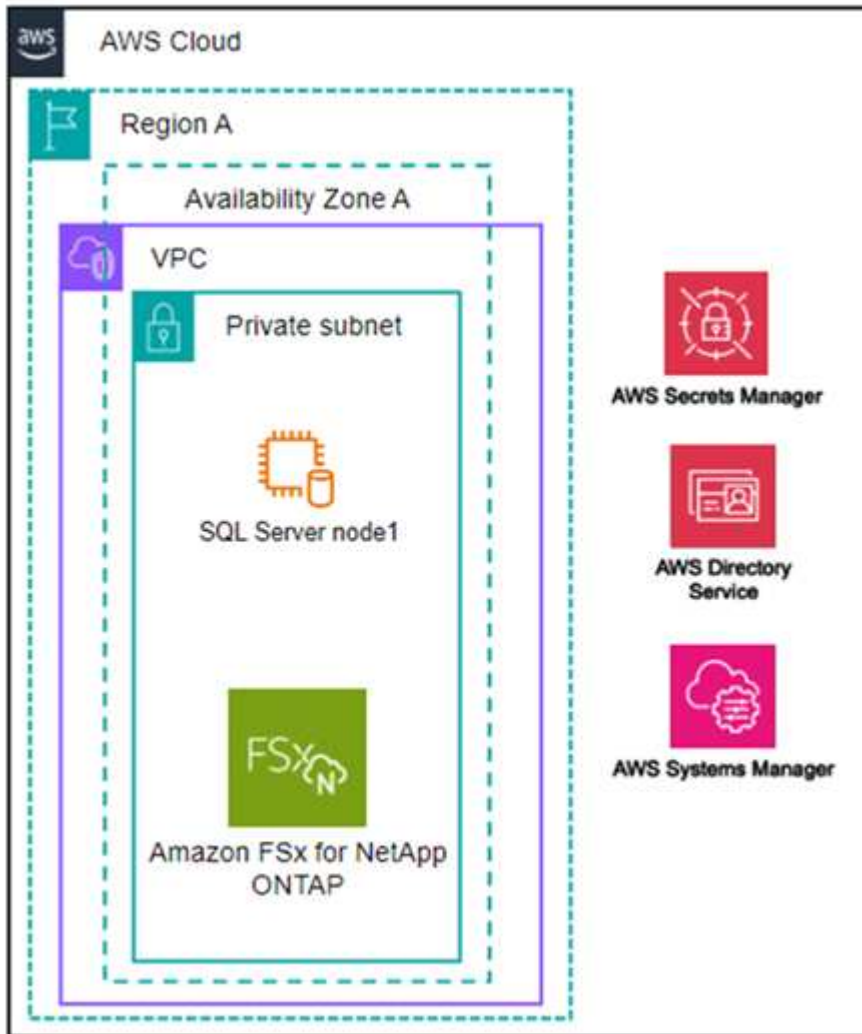 aws
AWS Cloud
Region A
Availability Zone A
VPC
Private subnet
SQL Server node1
FSx
N
Amazon FSx for NetApp
ONTAP
AWS Secrets Manager
AWS Directory
Service
AWS Systems Manager